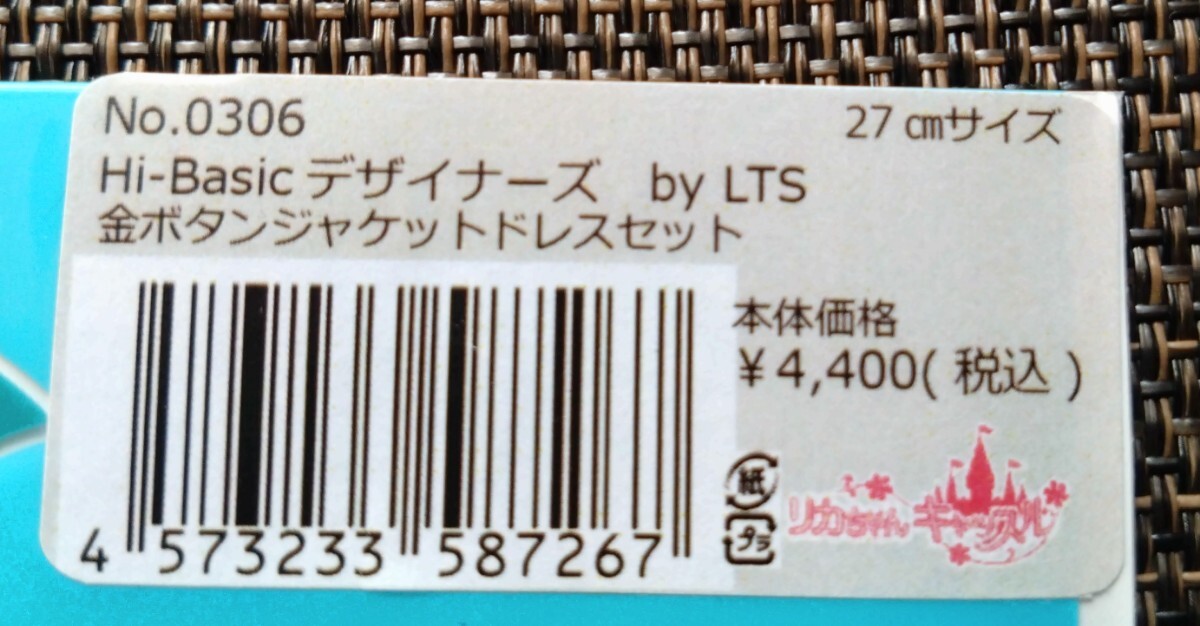 No.0306
27㎝サイズ
Hi-Basic デザイナーズ　by LTS
金ボタンジャケットドレスセット
本体価格
¥4,400( 税込 )
紙
プラ
リカちゃん
キャッスル
4 573233 587267